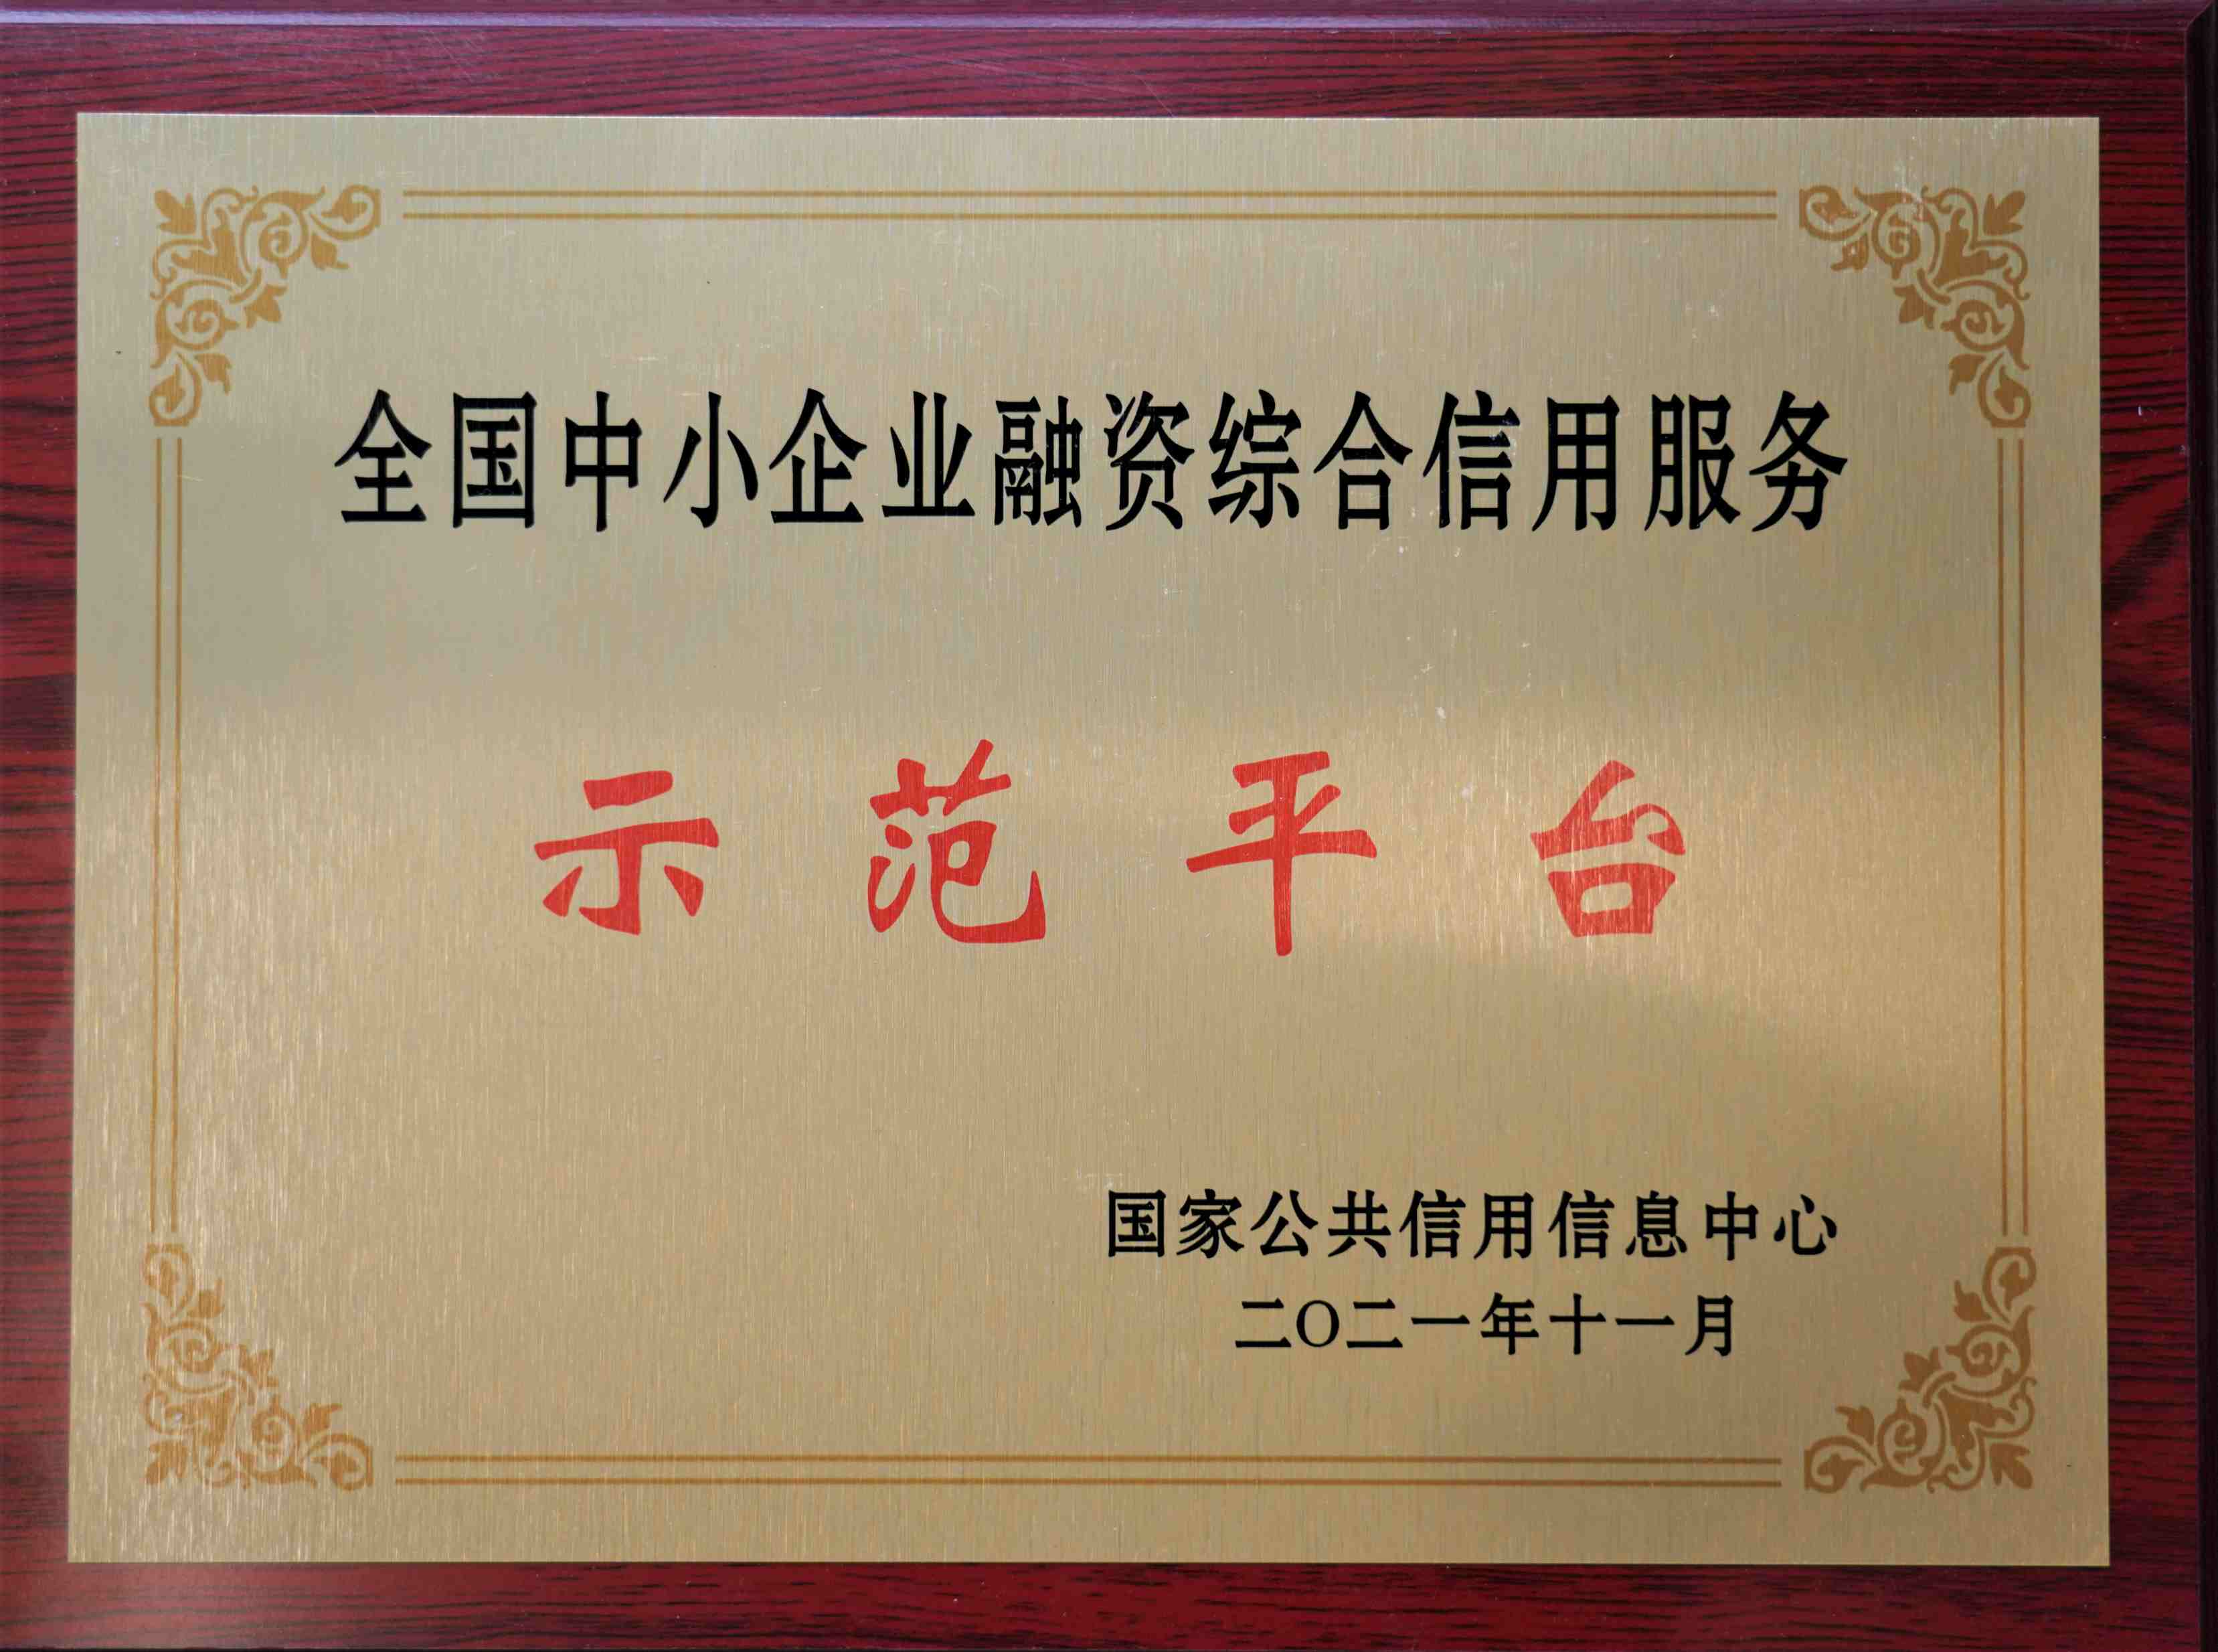 全国中小企业融资综合信用服务
示范平台
国家公共信用信息中心
二〇二一年十一月